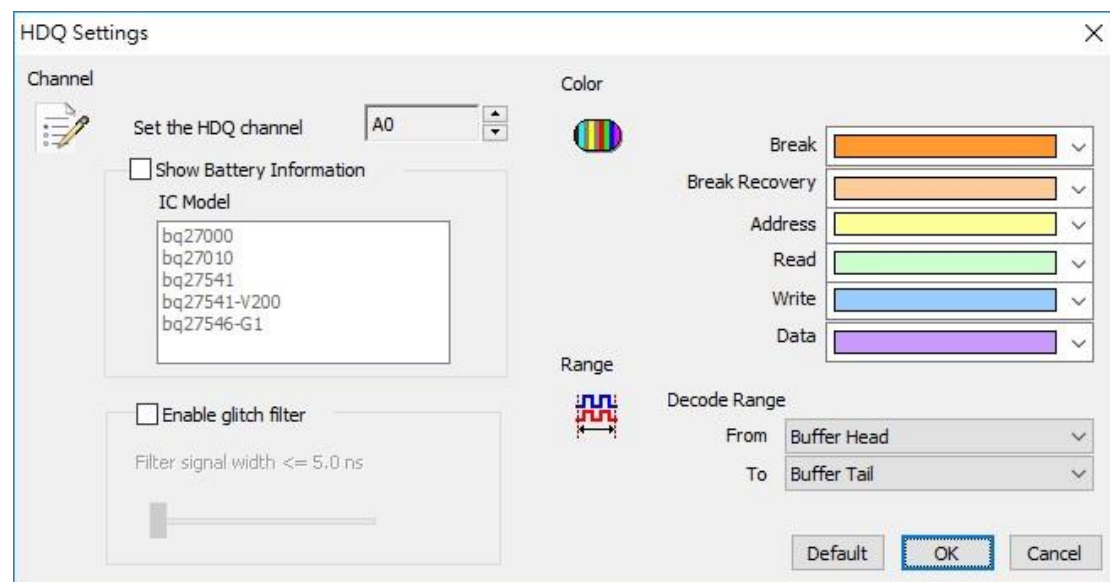 HDQ Settings
Channel
Set the HDQ channel
A0
Show Battery Information
IC Model
bq27000
bq27010
bq27541
bq27541-V200
bq27546-G1
Enable glitch filter
Filter signal width <= 5.0 ns
Color
Break
Break Recovery
Address
Read
Write
Data
Range
Decode Range
From Buffer Head
To Buffer Tail
Default OK Cancel